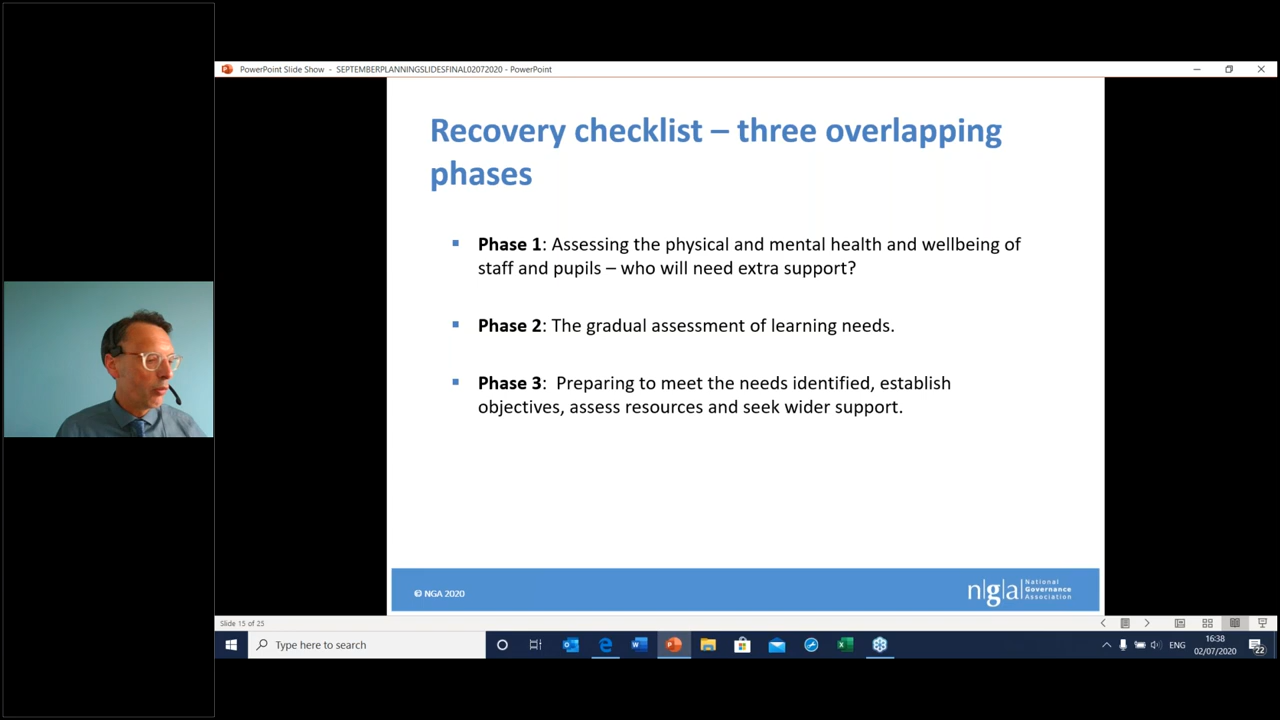 PowerPoint Slide Show - SEPTEMBERPLANNINGSLIDESFINAL02072020 - PowerPoint
Recovery checklist – three overlapping
phases
▪ Phase 1: Assessing the physical and mental health and wellbeing of
staff and pupils – who will need extra support?
▪ Phase 2: The gradual assessment of learning needs.
▪ Phase 3:  Preparing to meet the needs identified, establish
objectives, assess resources and seek wider support.
© NGA 2020
n|g|a
National
Governance
Association
Slide 15 of 25
Type here to search
ENG
16:38
02/07/2020
22